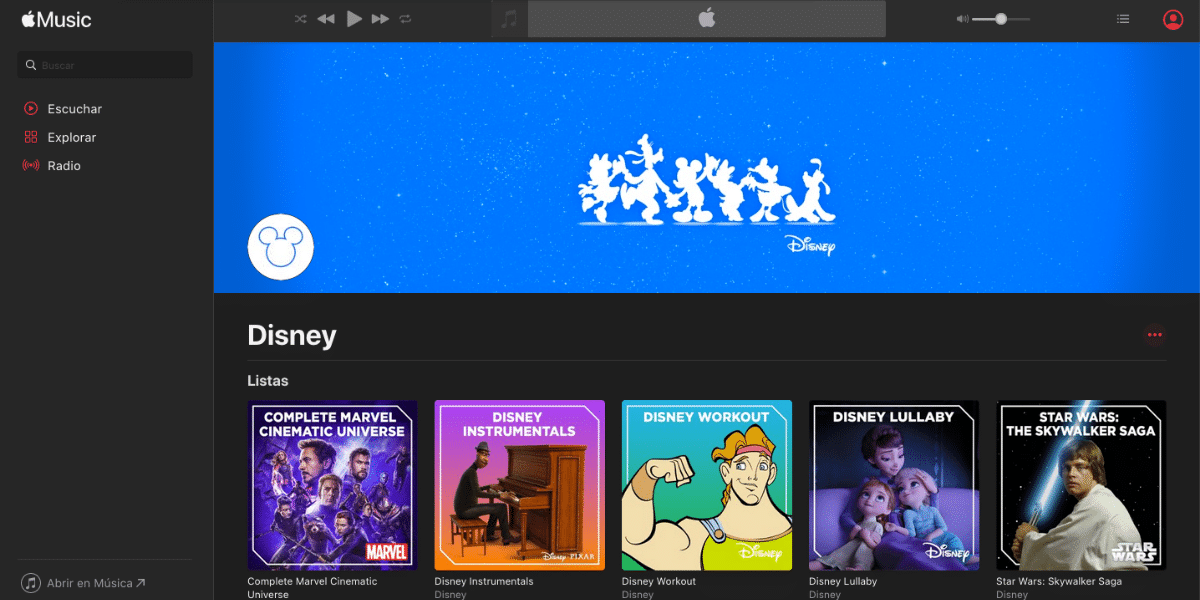 Music
Buscar
Escuchar
Explorar
Radio
Abrir en Música
Disney
Disney
Listas
COMPLETE MARVEL
CINEMATIC UNIVERSE
MARVEL
Complete Marvel Cinematic
Universe
DISNEY
INSTRUMENTALS
Disney · PIXAR
Disney Instrumentals
Disney
DISNEY WORKOUT
Disney
Disney Workout
Disney
DISNEY LULLABY
Disney
Disney Lullaby
Disney
STAR WARS:
THE SKYWALKER SAGA
STAR
WARS
Star Wars: Skywalker Saga
Disney